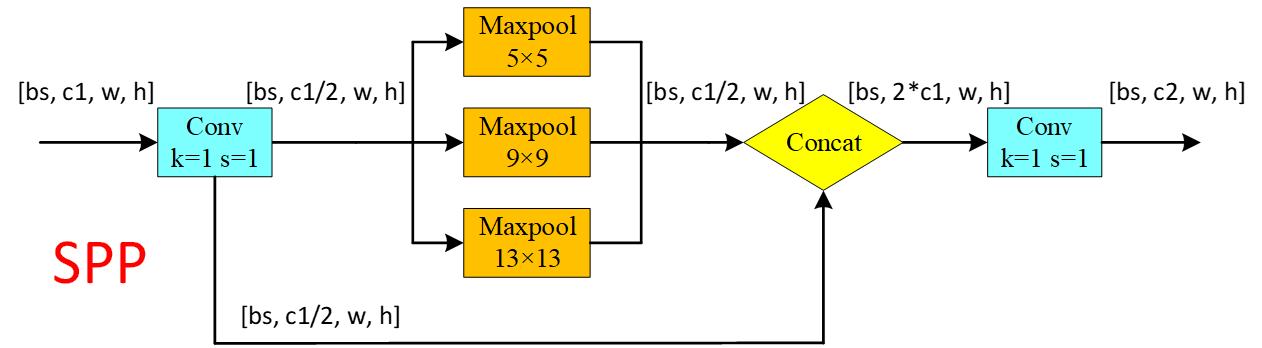 Maxpool
5×5
[bs, c1, w, h]
[bs, c1/2, w, h]
[bs, c1/2, w, h]
[bs, 2*c1, w, h]
[bs, c2, w, h]
Conv
k=1 s=1
Maxpool
9×9
Concat
Conv
k=1 s=1
Maxpool
13×13
SPP
[bs, c1/2, w, h]